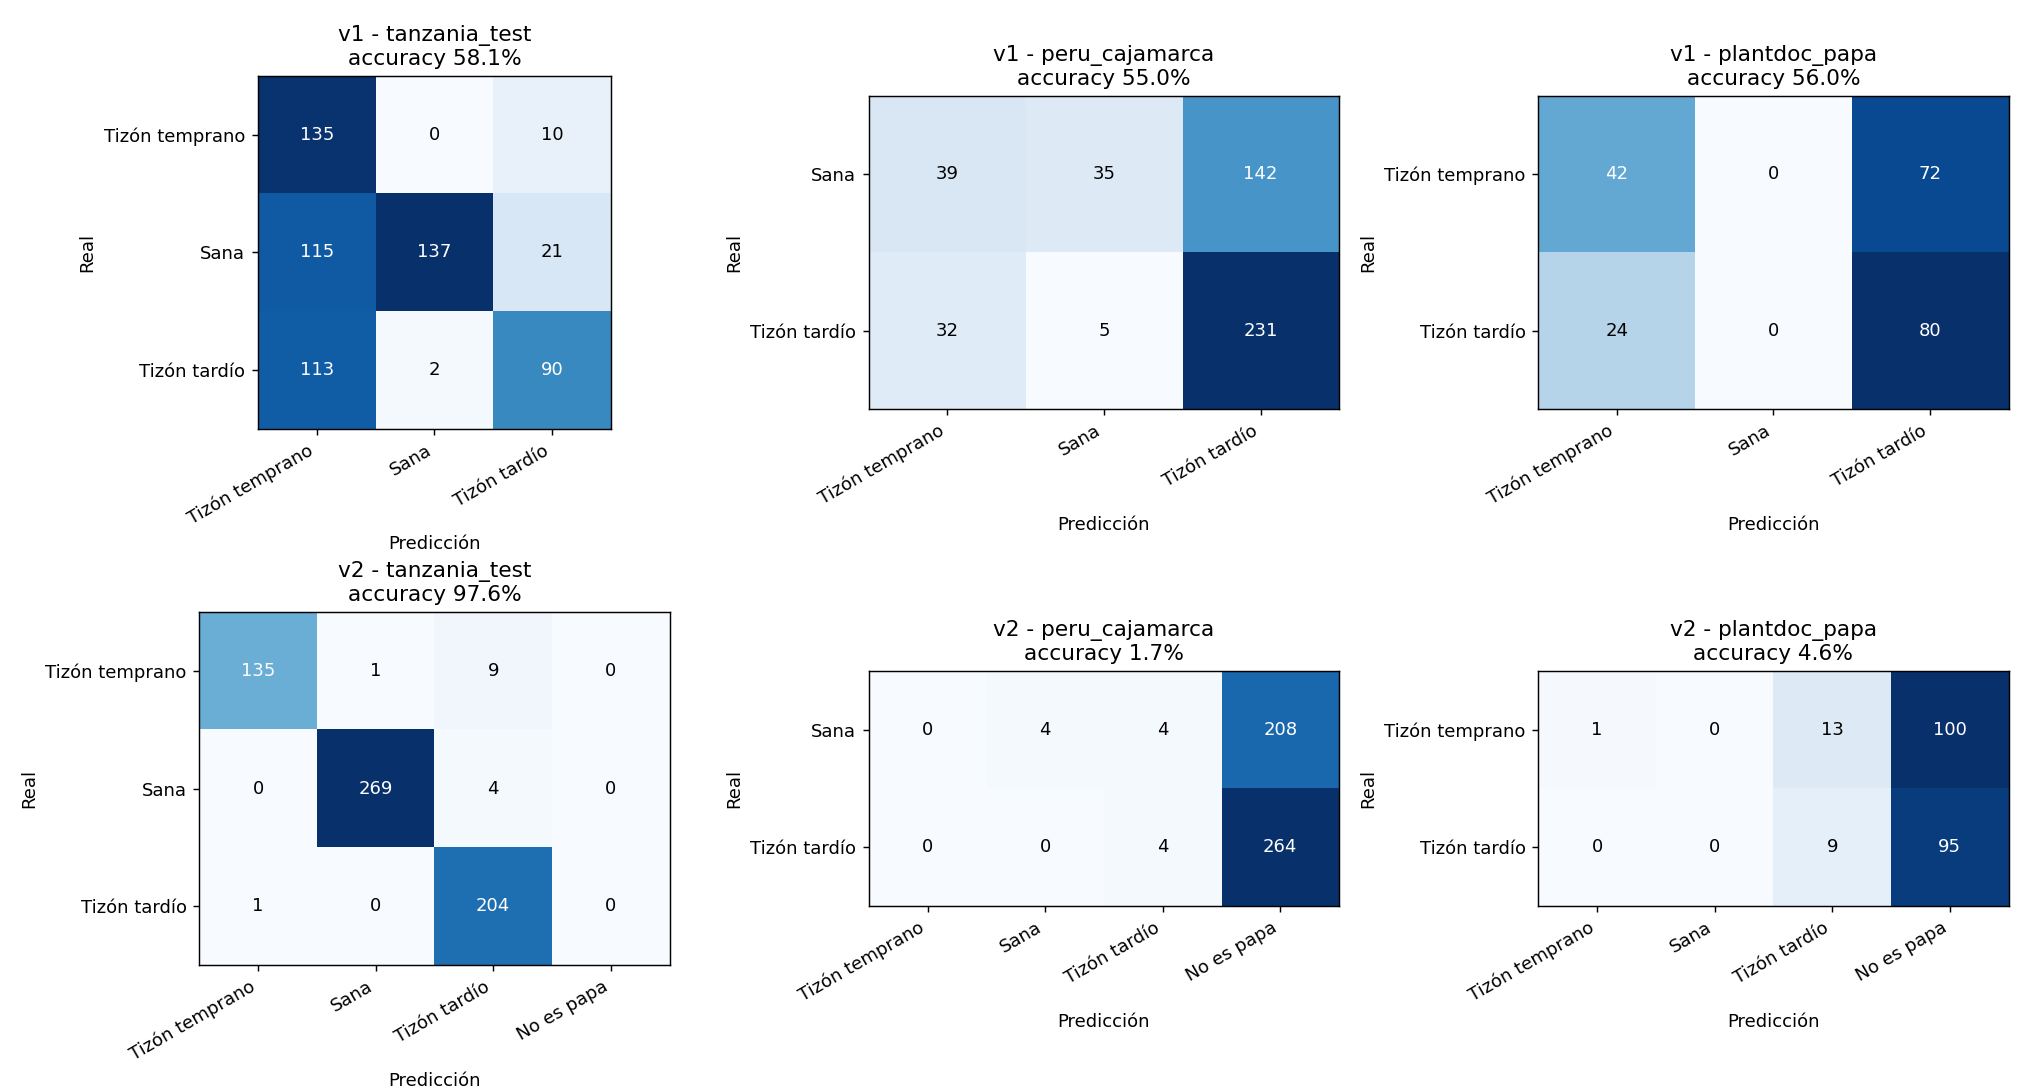 v1 - tanzania_test
accuracy 58.1%
Real
Tizón temprano
135
0
10
Sana
115
137
21
Tizón tardío
113
2
90
Tizón temprano
Sana
Tizón tardío
Predicción
v1 - peru_cajamarca
accuracy 55.0%
Real
Sana
39
35
142
Tizón tardío
32
5
231
Tizón temprano
Sana
Tizón tardío
Predicción
v1 - plantdoc_papa
accuracy 56.0%
Real
Tizón temprano
42
0
72
Tizón tardío
24
0
80
Tizón temprano
Sana
Tizón tardío
Predicción
v2 - tanzania_test
accuracy 97.6%
Real
Tizón temprano
135
1
9
0
Sana
0
269
4
0
Tizón tardío
1
0
204
0
Tizón temprano
Sana
Tizón tardío
No es papa
Predicción
v2 - peru_cajamarca
accuracy 1.7%
Real
Sana
0
4
4
208
Tizón tardío
0
0
4
264
Tizón temprano
Sana
Tizón tardío
No es papa
Predicción
v2 - plantdoc_papa
accuracy 4.6%
Real
Tizón temprano
1
0
13
100
Tizón tardío
0
0
9
95
Tizón temprano
Sana
Tizón tardío
No es papa
Predicción